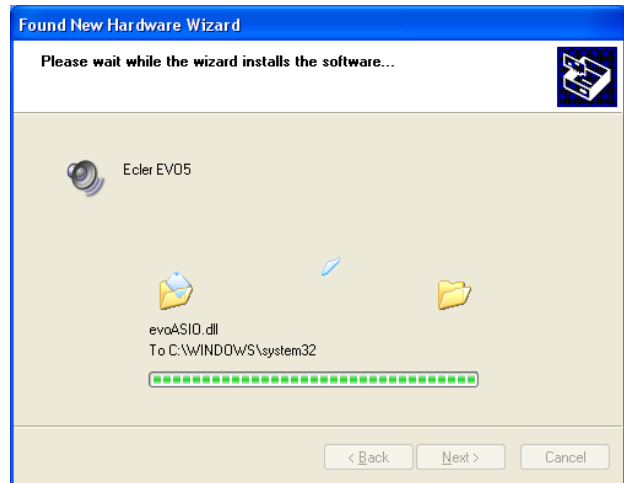 Found New Hardware Wizard
Please wait while the wizard installs the software...
Ecler EVO5
evoASIO.dll
To C:\WINDOWS\system32
< Back
Next >
Cancel